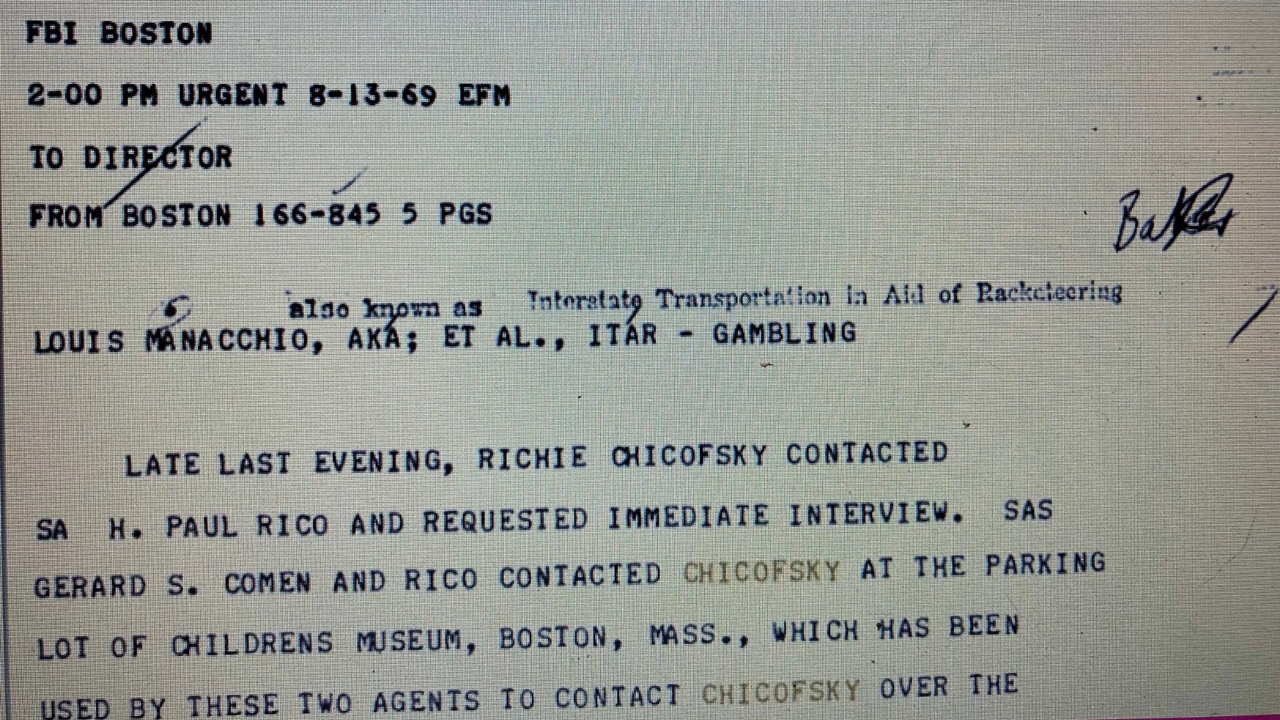 FBI BOSTON
2-00 PM URGENT 8-13-69 EFM
TO DIRECTOR
FROM BOSTON 166-845 5 PGS
Baker
also known as Interstate Transportation in Aid of Racketeering
LOUIS MANACCHIO, AKA; ET AL., ITAR - GAMBLING
LATE LAST EVENING, RICHIE CHICOFSKY CONTACTED
SA H. PAUL RICO AND REQUESTED IMMEDIATE INTERVIEW. SAS
GERARD S. COMEN AND RICO CONTACTED CHICOFSKY AT THE PARKING
LOT OF CHILDRENS MUSEUM, BOSTON, MASS., WHICH HAS BEEN
USED BY THESE TWO AGENTS TO CONTACT CHICOFSKY OVER THE